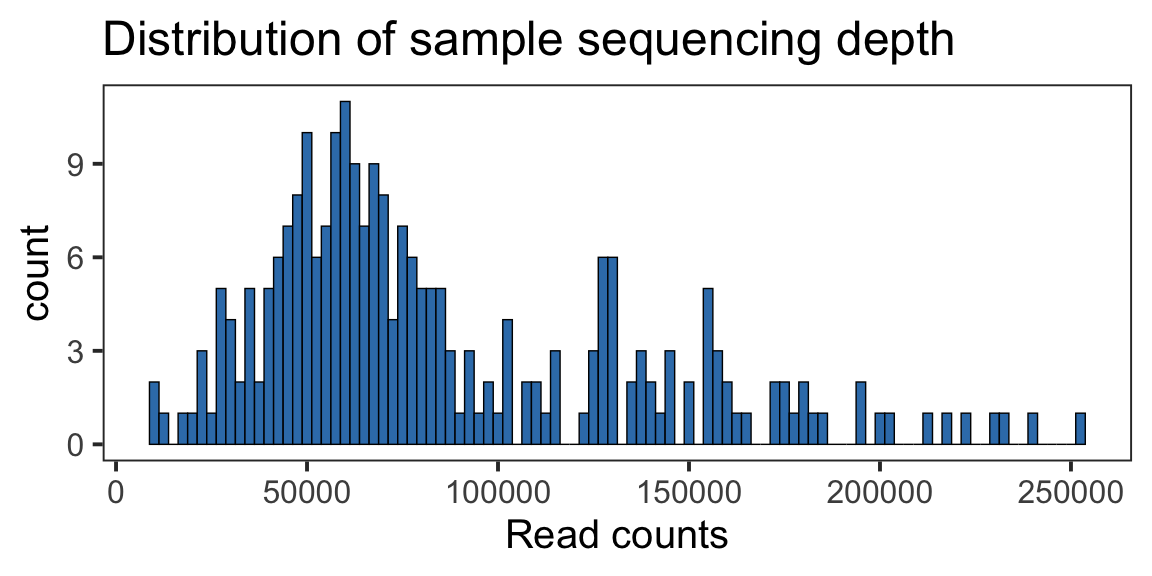 Distribution of sample sequencing depth
count
9
6
3
0
0 50000 100000 150000 200000 250000
Read counts